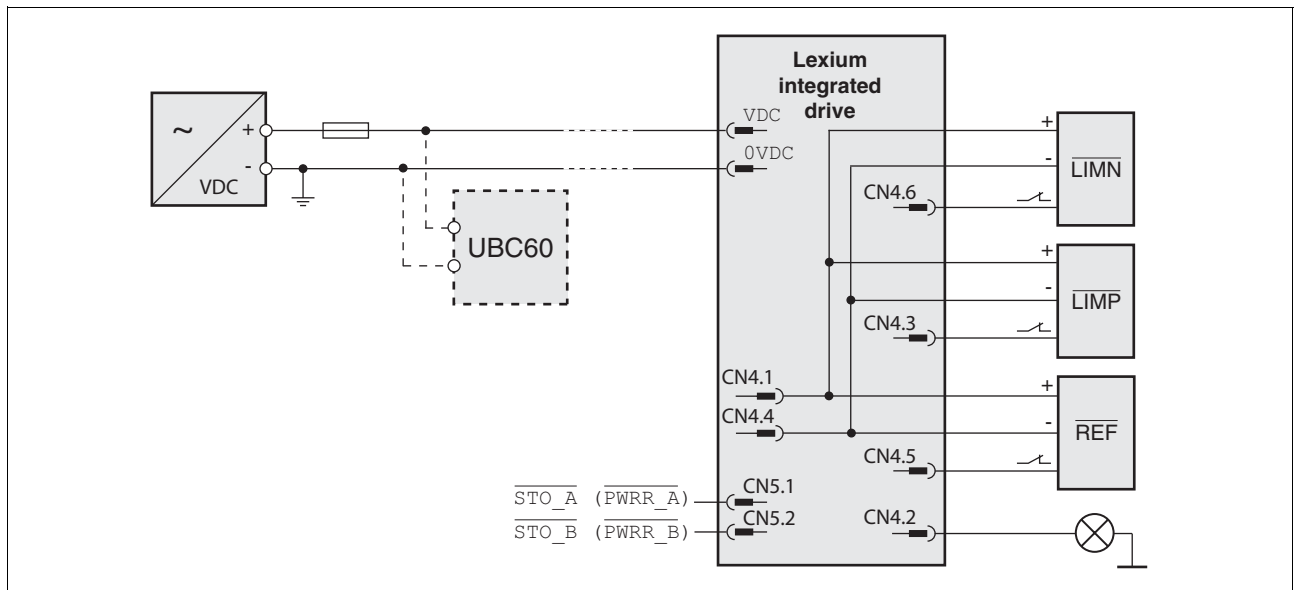 Lexium
integrated
drive
~
+
-
VDC
VDC
0VDC
UBC60
+
-
LIMN
CN4.6
+
-
LIMP
CN4.3
CN4.1
CN4.4
+
-
REF
CN4.5
STO_A (PWRR_A)
CN5.1
STO_B (PWRR_B)
CN5.2
CN4.2